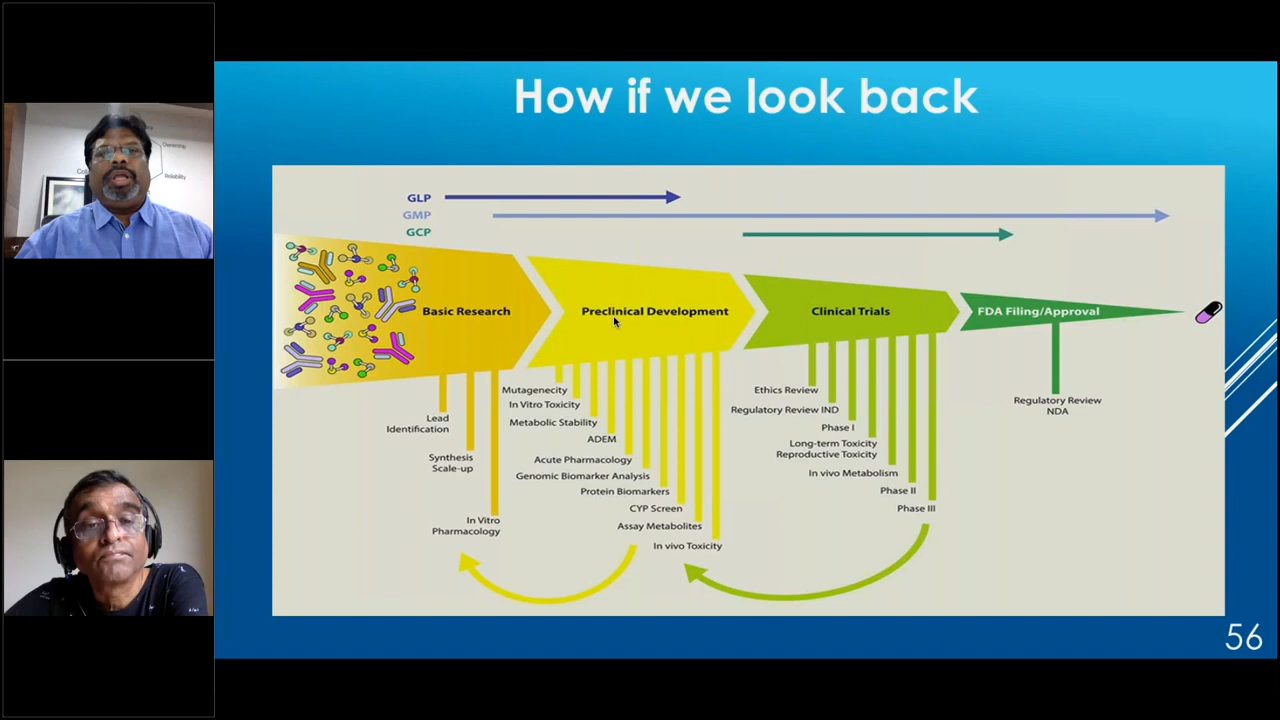 How if we look back
GLP
GMP
GCP
Basic Research
Preclinical Development
Clinical Trials
FDA Filing/Approval
Lead
Identification
Synthesis
Scale-up
In Vitro
Pharmacology
Mutagenecity
In Vitro Toxicity
Metabolic Stability
ADEM
Acute Pharmacology
Genomic Biomarker Analysis
Protein Biomarkers
CYP Screen
Assay Metabolites
In vivo Toxicity
Ethics Review
Regulatory Review IND
Phase I
Long-term Toxicity
Reproductive Toxicity
In vivo Metabolism
Phase II
Phase III
Regulatory Review
NDA
56
Ownership
Reliability